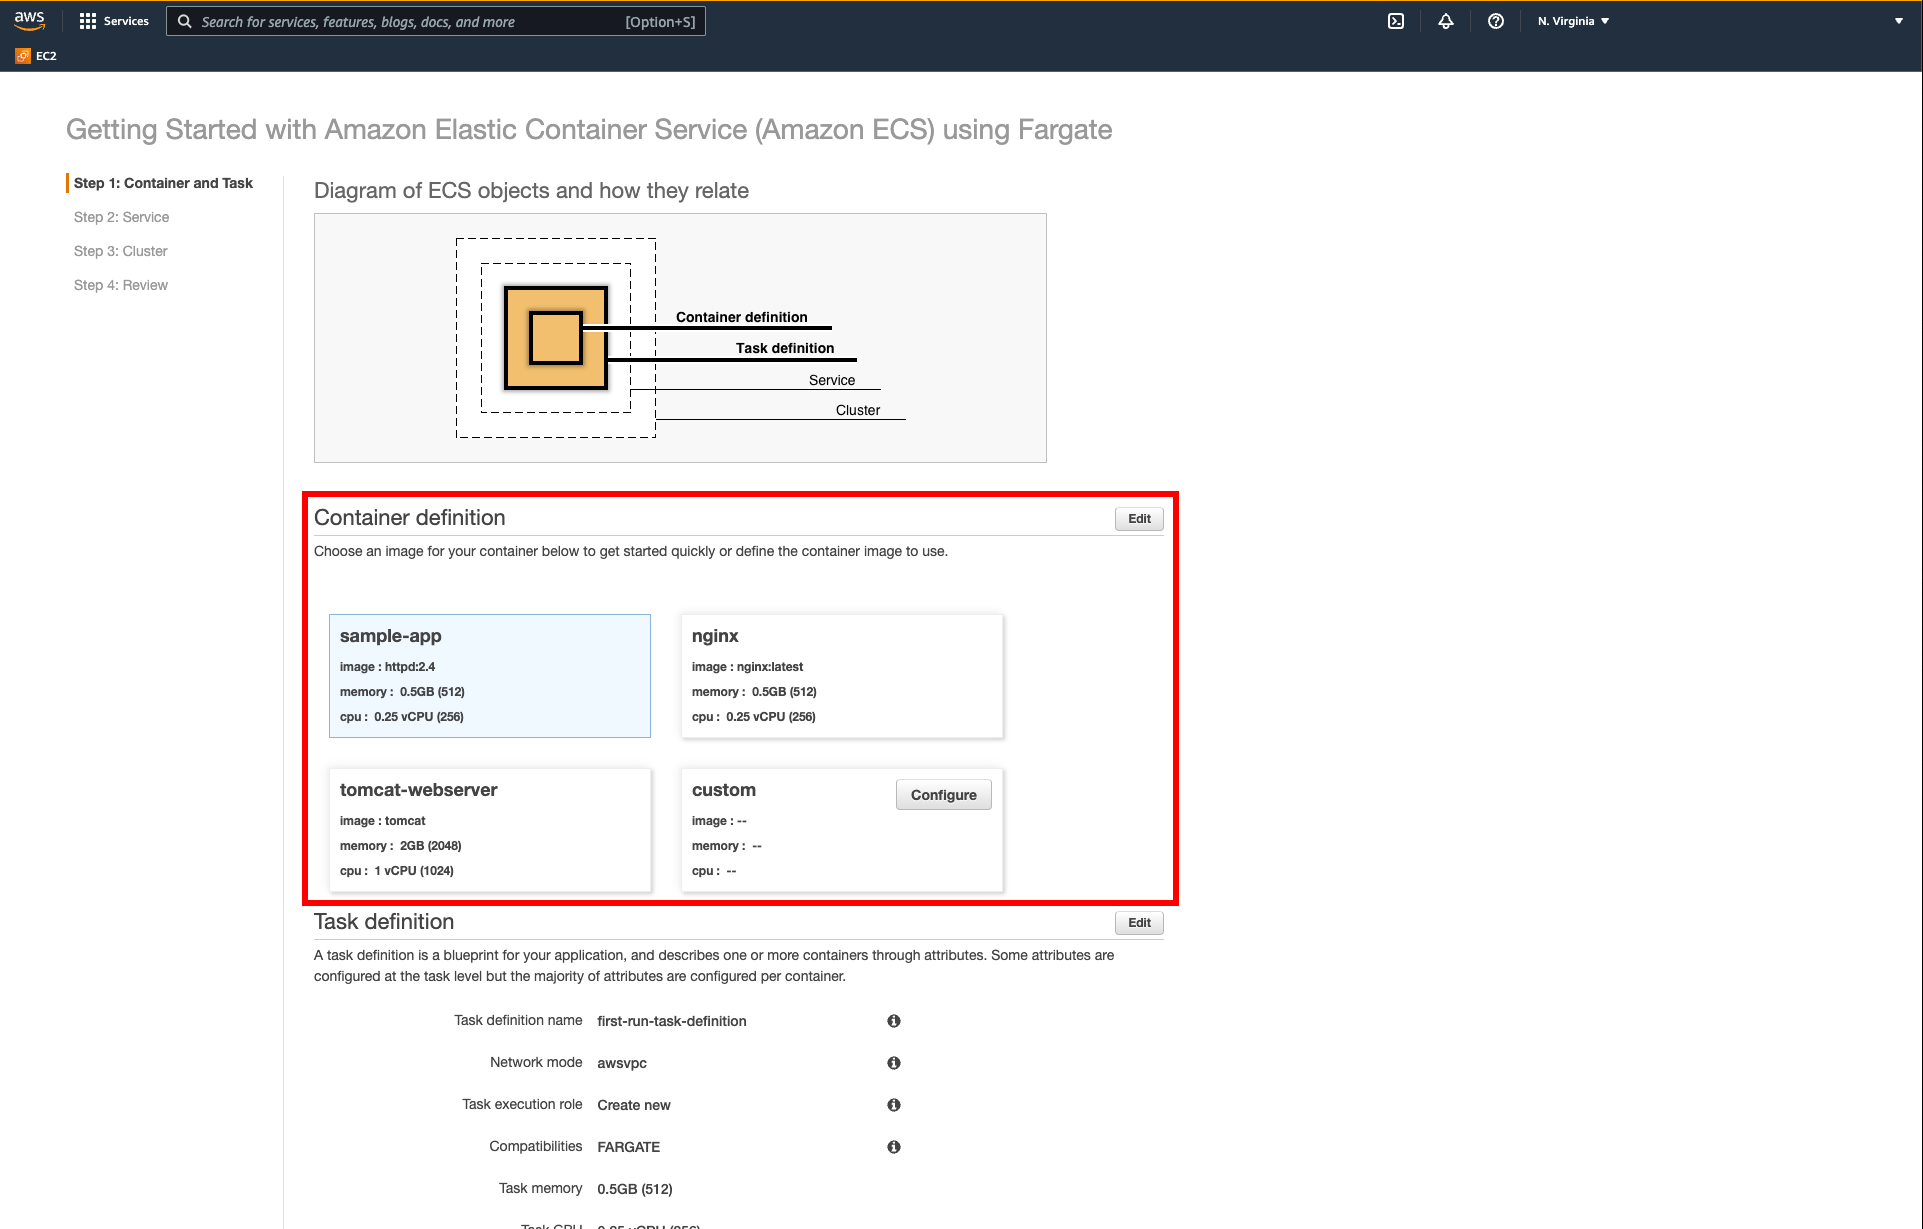 aws
Services
Search for services, features, blogs, docs, and more
[Option+S]
N. Virginia
EC2
Getting Started with Amazon Elastic Container Service (Amazon ECS) using Fargate
Step 1: Container and Task
Step 2: Service
Step 3: Cluster
Step 4: Review
Diagram of ECS objects and how they relate
Container definition
Task definition
Service
Cluster
Container definition
Edit
Choose an image for your container below to get started quickly or define the container image to use.
sample-app
image : httpd:2.4
memory : 0.5GB (512)
cpu : 0.25 vCPU (256)
nginx
image : nginx:latest
memory : 0.5GB (512)
cpu : 0.25 vCPU (256)
tomcat-webserver
image : tomcat
memory : 2GB (2048)
cpu : 1 vCPU (1024)
custom
Configure
image : --
memory : --
cpu : --
Task definition
Edit
A task definition is a blueprint for your application, and describes one or more containers through attributes. Some attributes are
configured at the task level but the majority of attributes are configured per container.
Task definition name first-run-task-definition
Network mode awsvpc
Task execution role Create new
Compatibilities FARGATE
Task memory 0.5GB (512)
Task CPU 0.25 vCPU (256)